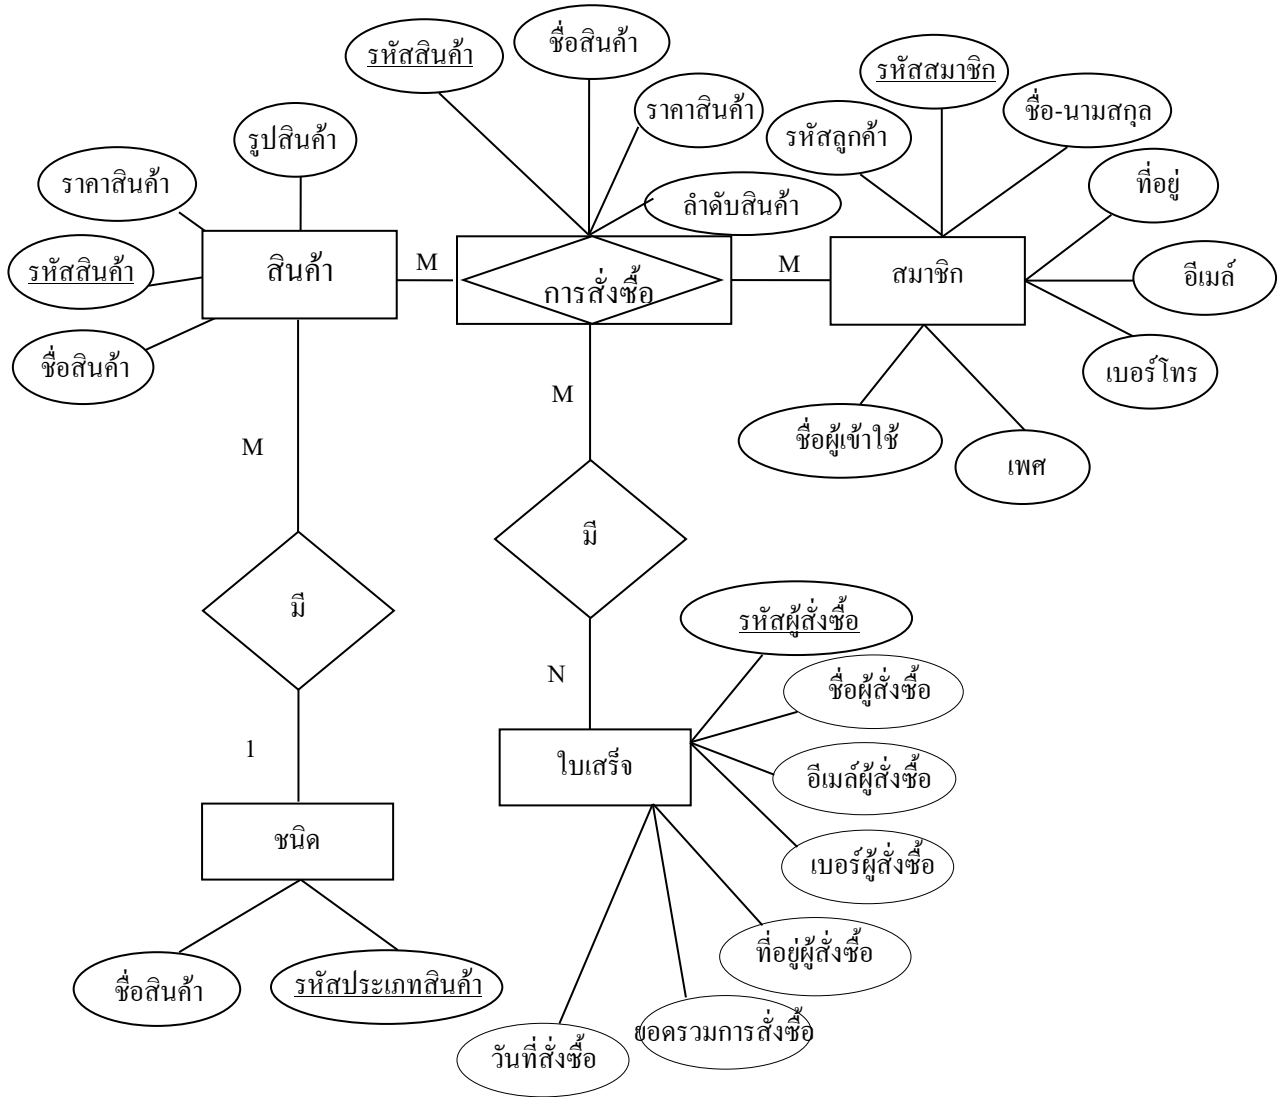 รหัสสินค้า
ชื่อสินค้า
ราคาสินค้า
ลำดับสินค้า
รหัสสมาชิก
รหัสลูกค้า
ชื่อ-นามสกุล
ที่อยู่
อีเมล์
เบอร์โทร
เพศ
ชื่อผู้เข้าใช้
รูปสินค้า
ราคาสินค้า
รหัสสินค้า
ชื่อสินค้า
สินค้า
M
การสั่งซื้อ
M
สมาชิก
M
มี
1
ชนิด
ชื่อสินค้า
รหัสประเภทสินค้า
M
มี
N
ใบเสร็จ
รหัสผู้สั่งซื้อ
ชื่อผู้สั่งซื้อ
อีเมล์ผู้สั่งซื้อ
เบอร์ผู้สั่งซื้อ
ที่อยู่ผู้สั่งซื้อ
ยอดรวมการสั่งซื้อ
วันที่สั่งซื้อ